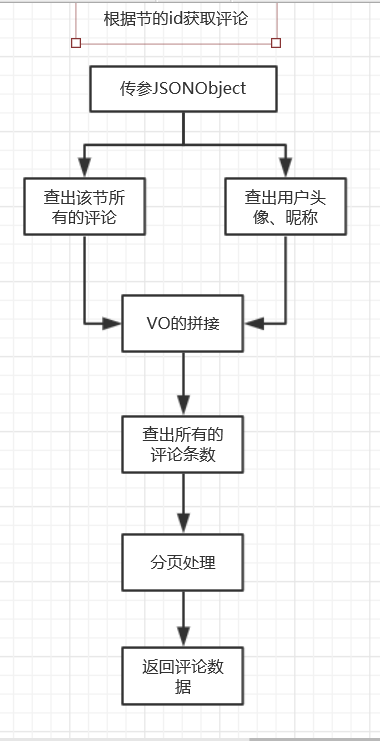 根据节的id获取评论
传参JSONObject
查出该节所
有的评论
查出用户头
像、昵称
VO的拼接
查出所有的
评论条数
分页处理
返回评论数
据